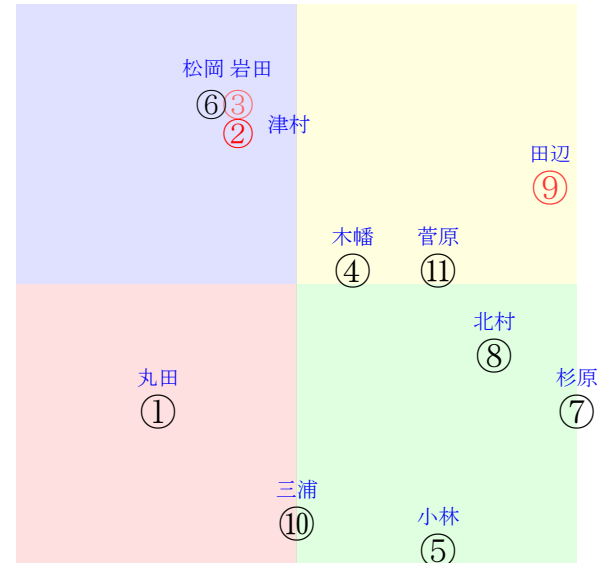 松岡 岩田
⑥③
②
津村
田辺
⑨
木幡
④
菅原
⑪
北村
⑧
丸田
①
杉原
⑦
三浦
⑩
小林
⑤